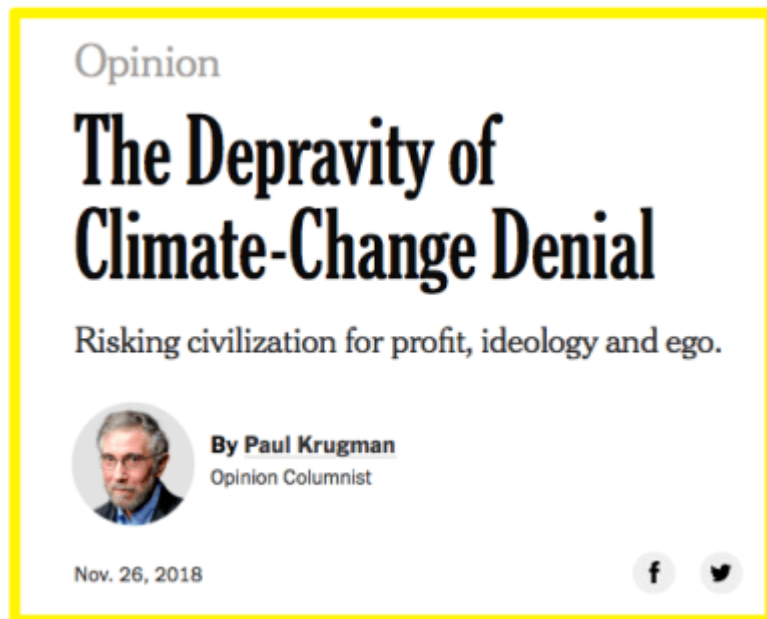 Opinion
The Depravity of
Climate-Change Denial
Risking civilization for profit, ideology and ego.
By Paul Krugman
Opinion Columnist
Nov. 26, 2018